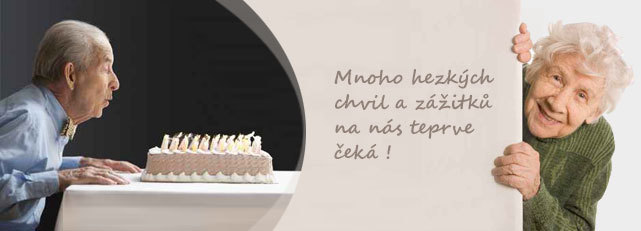 Mnoho hezkých
chvil a zážitků
na nás teprve
čeká !